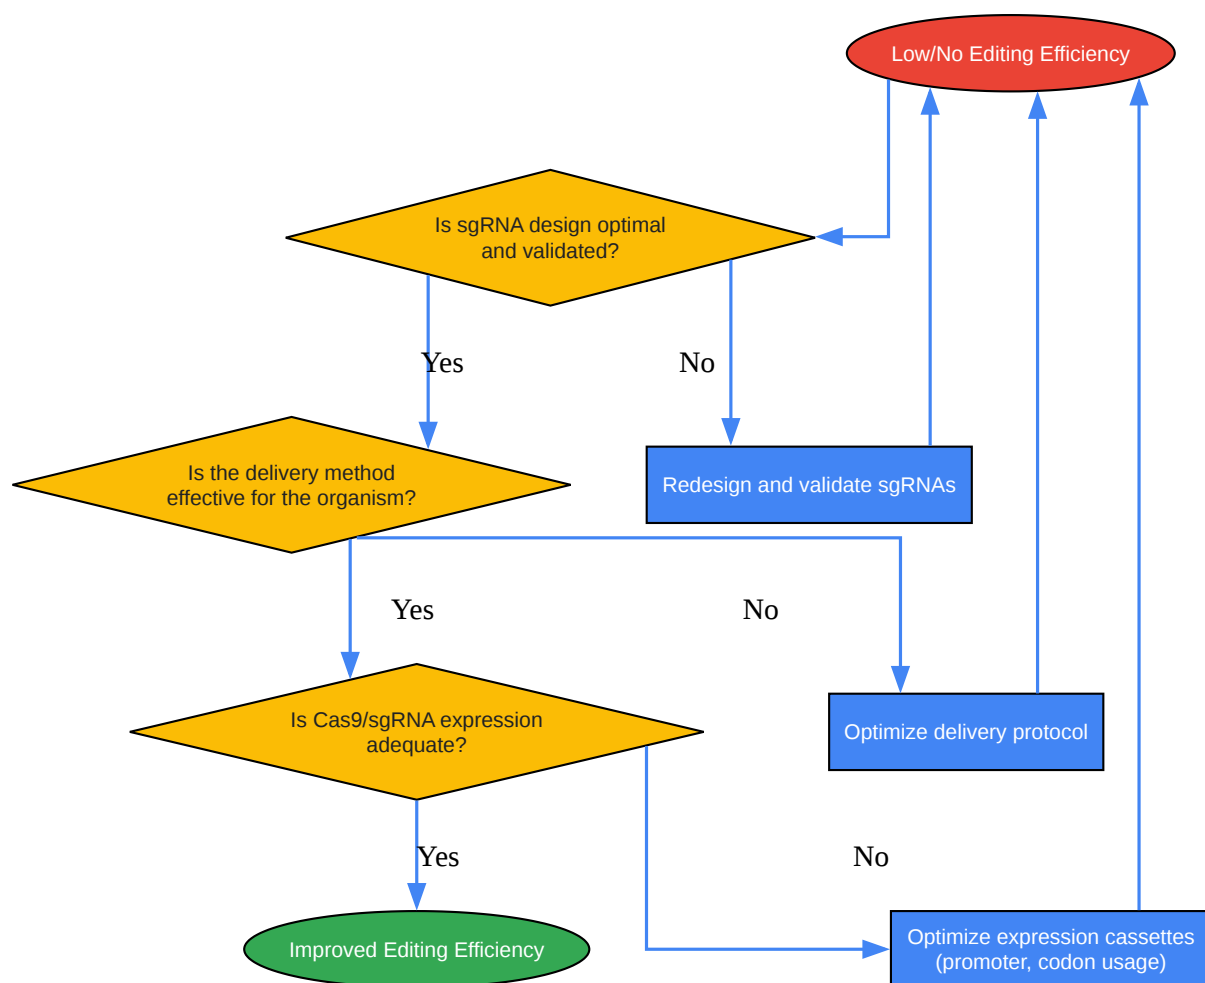 Low/No Editing Efficiency
Is sgRNA design optimal
and validated?
Yes
No
Is the delivery method
effective for the organism?
Redesign and validate sgRNAs
Yes
No
Is Cas9/sgRNA expression
adequate?
Optimize delivery protocol
Yes
No
Improved Editing Efficiency
Optimize expression cassettes
(promoter, codon usage)